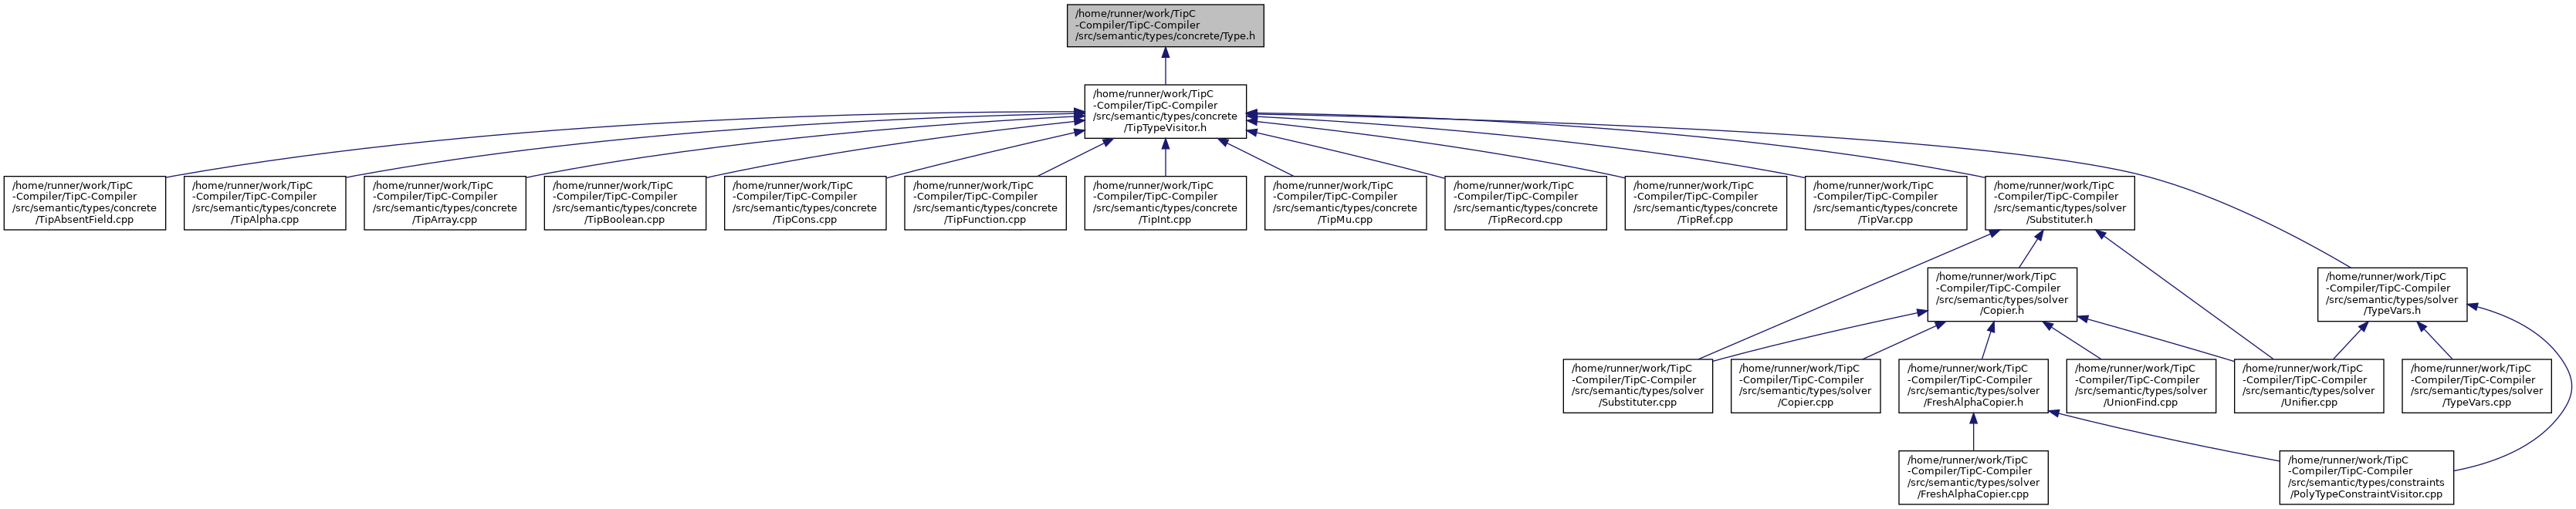 /home/runner/work/TipC
-Compiler/TipC-Compiler
/src/semantic/types/concrete/Type.h
/home/runner/work/TipC
-Compiler/TipC-Compiler
/src/semantic/types/concrete
/TipTypeVisitor.h
/home/runner/work/TipC
-Compiler/TipC-Compiler
/src/semantic/types/concrete
/TipAbsentField.cpp
/home/runner/work/TipC
-Compiler/TipC-Compiler
/src/semantic/types/concrete
/TipAlpha.cpp
/home/runner/work/TipC
-Compiler/TipC-Compiler
/src/semantic/types/concrete
/TipArray.cpp
/home/runner/work/TipC
-Compiler/TipC-Compiler
/src/semantic/types/concrete
/TipBoolean.cpp
/home/runner/work/TipC
-Compiler/TipC-Compiler
/src/semantic/types/concrete
/TipCons.cpp
/home/runner/work/TipC
-Compiler/TipC-Compiler
/src/semantic/types/concrete
/TipFunction.cpp
/home/runner/work/TipC
-Compiler/TipC-Compiler
/src/semantic/types/concrete
/TipInt.cpp
/home/runner/work/TipC
-Compiler/TipC-Compiler
/src/semantic/types/concrete
/TipMu.cpp
/home/runner/work/TipC
-Compiler/TipC-Compiler
/src/semantic/types/concrete
/TipRecord.cpp
/home/runner/work/TipC
-Compiler/TipC-Compiler
/src/semantic/types/concrete
/TipRef.cpp
/home/runner/work/TipC
-Compiler/TipC-Compiler
/src/semantic/types/concrete
/TipVar.cpp
/home/runner/work/TipC
-Compiler/TipC-Compiler
/src/semantic/types/solver
/Substituter.h
/home/runner/work/TipC
-Compiler/TipC-Compiler
/src/semantic/types/solver
/Copier.h
/home/runner/work/TipC
-Compiler/TipC-Compiler
/src/semantic/types/solver
/TypeVars.h
/home/runner/work/TipC
-Compiler/TipC-Compiler
/src/semantic/types/solver
/Substituter.cpp
/home/runner/work/TipC
-Compiler/TipC-Compiler
/src/semantic/types/solver
/Copier.cpp
/home/runner/work/TipC
-Compiler/TipC-Compiler
/src/semantic/types/solver
/FreshAlphaCopier.h
/home/runner/work/TipC
-Compiler/TipC-Compiler
/src/semantic/types/solver
/UnionFind.cpp
/home/runner/work/TipC
-Compiler/TipC-Compiler
/src/semantic/types/solver
/Unifier.cpp
/home/runner/work/TipC
-Compiler/TipC-Compiler
/src/semantic/types/solver
/TypeVars.cpp
/home/runner/work/TipC
-Compiler/TipC-Compiler
/src/semantic/types/solver
/FreshAlphaCopier.cpp
/home/runner/work/TipC
-Compiler/TipC-Compiler
/src/semantic/types/constraints
/PolyTypeConstraintVisitor.cpp